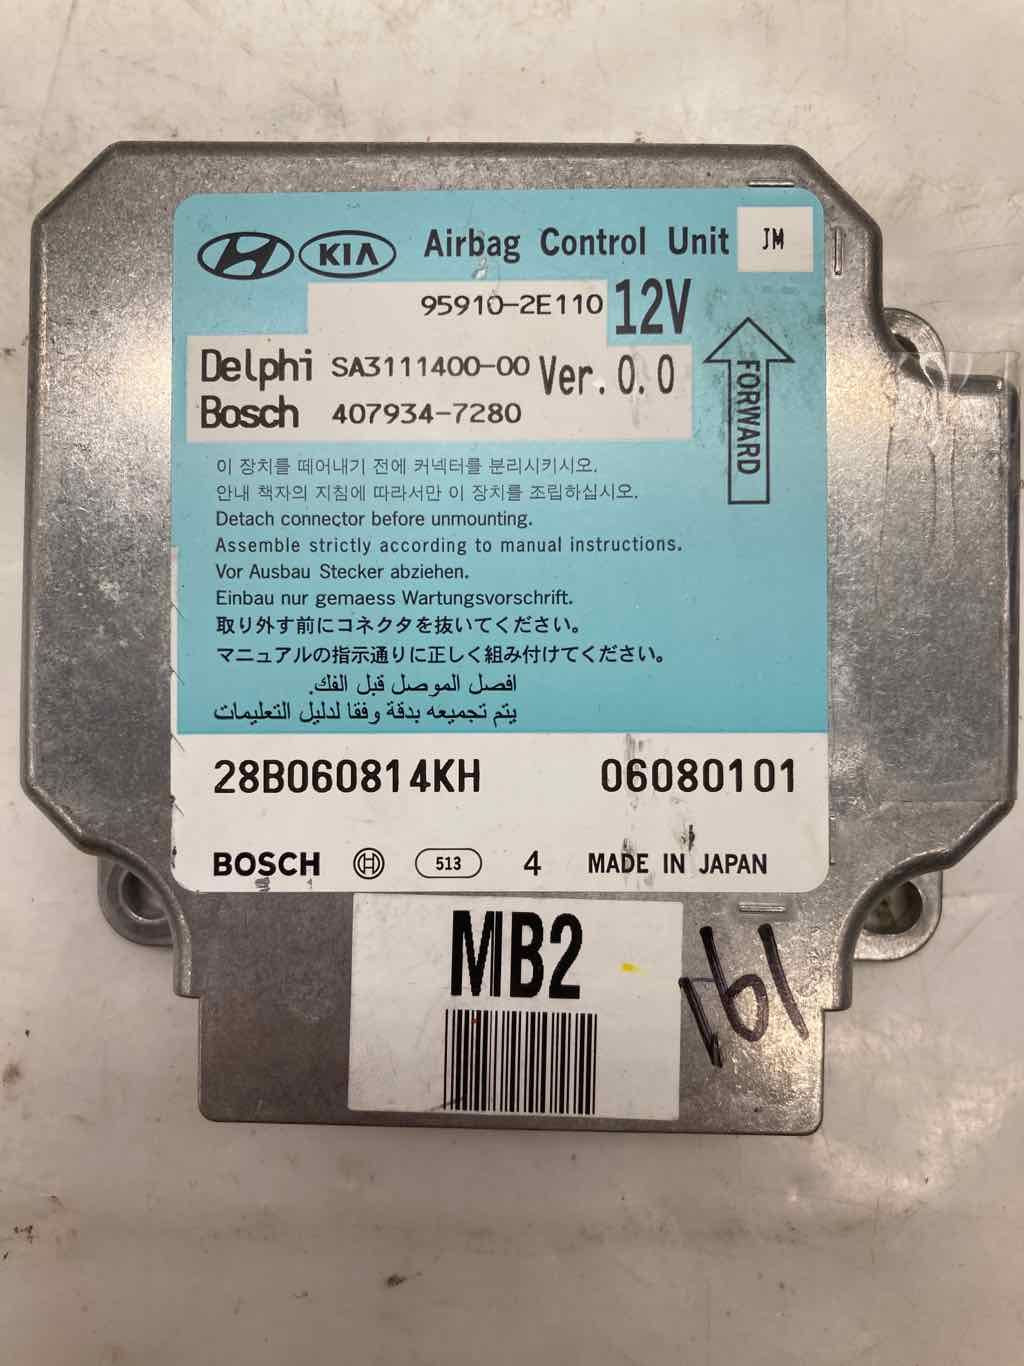 KIA Airbag Control Unit JM
95910-2E110 12V
Delphi SA3111400-00 Ver. 0.0
Bosch 407934-7280
FORWARD
이 장치를 떼어내기 전에 커넥터를 분리시키시오.
안내 책자의 지침에 따라서만 이 장치를 조립하십시오.
Detach connector before unmounting.
Assemble strictly according to manual instructions.
Vor Ausbau Stecker abziehen.
Einbau nur gemaess Wartungsvorschrift.
取り外す前にコネクタを抜いてください。
マニュアルの指示通りに正しく組み付けてください。
افصل الموصل قبل الفك.
يتم تجميعه بدقة وفقا لدليل التعليمات
28B060814KH 06080101
BOSCH 513 4 MADE IN JAPAN
MB2
191